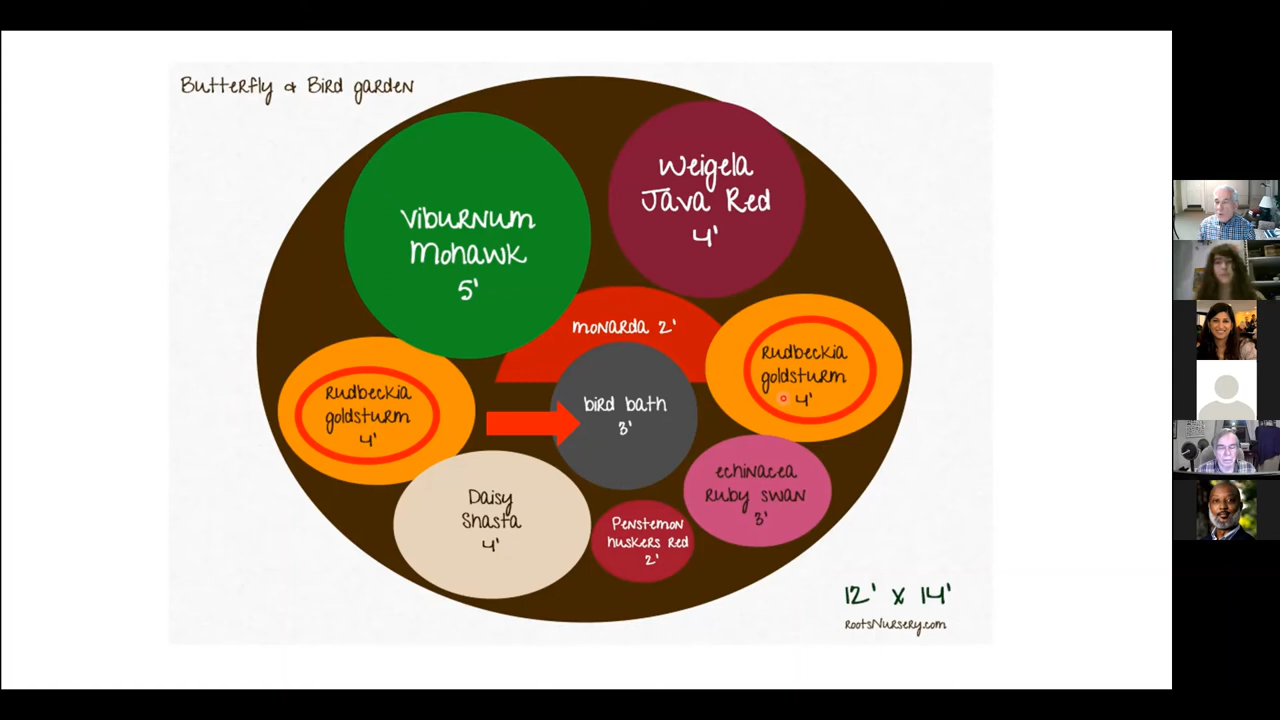 Butterfly & Bird garden
Viburnum
Mohawk
5'
Weigela
Java Red
4'
monarda 2'
rudbeckia
goldsturm
4'
bird bath
3'
rudbeckia
goldsturm
4'
Daisy
Shasta
4'
Penstemon
huskers red
2'
echinacea
ruby swan
3'
12' x 14'
rootsNursery.com